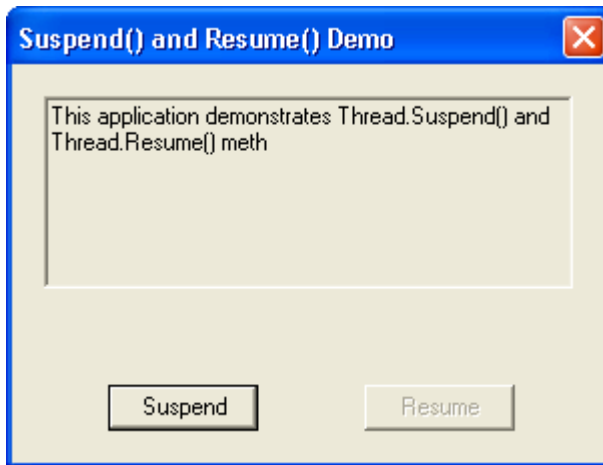 Suspend() and Resume() Demo
This application demonstrates Thread.Suspend() and
Thread.Resume() meth
Suspend
Resume